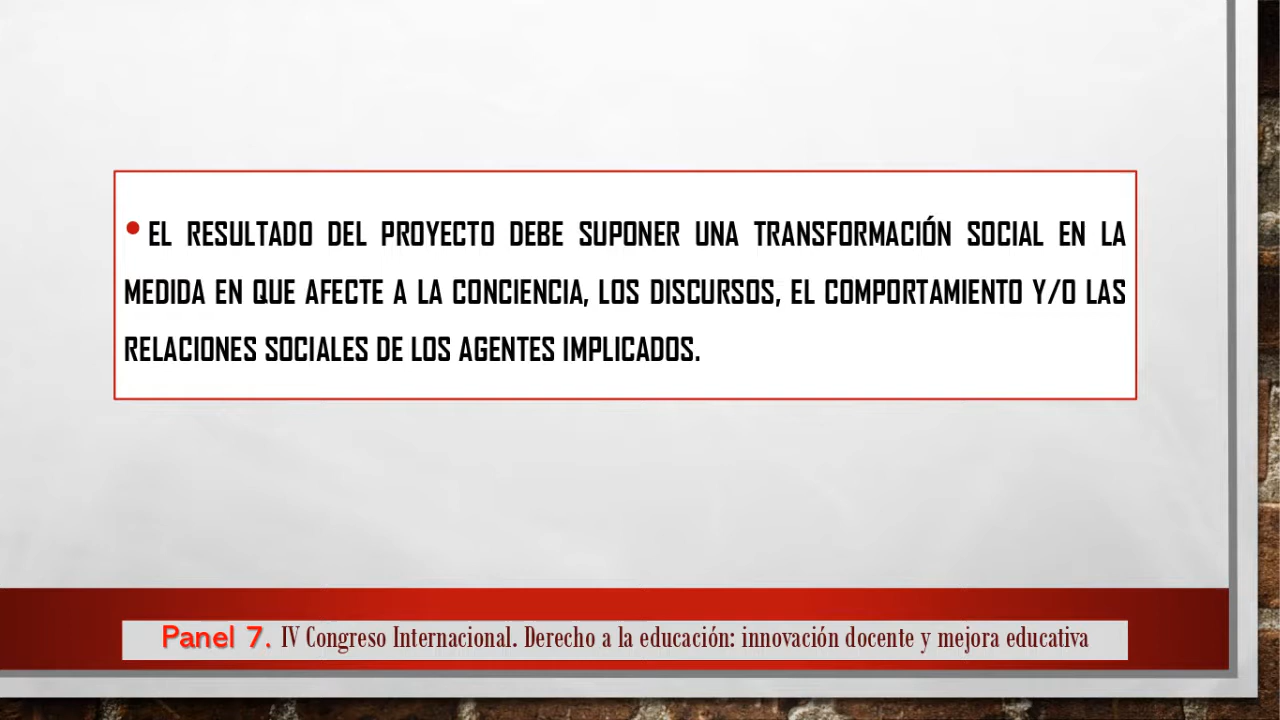 • EL RESULTADO DEL PROYECTO DEBE SUPONER UNA TRANSFORMACIÓN SOCIAL EN LA
MEDIDA EN QUE AFECTE A LA CONCIENCIA, LOS DISCURSOS, EL COMPORTAMIENTO Y/O LAS
RELACIONES SOCIALES DE LOS AGENTES IMPLICADOS.
Panel 7. IV Congreso Internacional. Derecho a la educación: innovación docente y mejora educativa